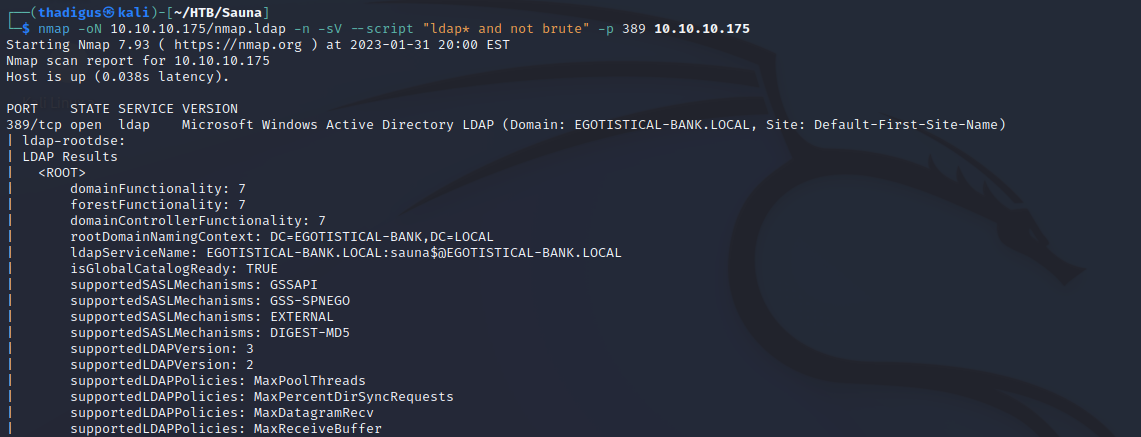 ┌──(thadigus㉿kali)-[~/HTB/Sauna]
└─$ nmap -oN 10.10.10.175/nmap.ldap -n -sV --script "ldap* and not brute" -p 389 10.10.10.175
Starting Nmap 7.93 ( https://nmap.org ) at 2023-01-31 20:00 EST
Nmap scan report for 10.10.10.175
Host is up (0.038s latency).

PORT    STATE SERVICE VERSION
389/tcp open  ldap    Microsoft Windows Active Directory LDAP (Domain: EGOTISTICAL-BANK.LOCAL, Site: Default-First-Site-Name)
| ldap-rootdse:
| LDAP Results
|   <ROOT>
|       domainFunctionality: 7
|       forestFunctionality: 7
|       domainControllerFunctionality: 7
|       rootDomainNamingContext: DC=EGOTISTICAL-BANK,DC=LOCAL
|       ldapServiceName: EGOTISTICAL-BANK.LOCAL:sauna$@EGOTISTICAL-BANK.LOCAL
|       isGlobalCatalogReady: TRUE
|       supportedSASLMechanisms: GSSAPI
|       supportedSASLMechanisms: GSS-SPNEGO
|       supportedSASLMechanisms: EXTERNAL
|       supportedSASLMechanisms: DIGEST-MD5
|       supportedLDAPVersion: 3
|       supportedLDAPVersion: 2
|       supportedLDAPPolicies: MaxPoolThreads
|       supportedLDAPPolicies: MaxPercentDirSyncRequests
|       supportedLDAPPolicies: MaxDatagramRecv
|       supportedLDAPPolicies: MaxReceiveBuffer